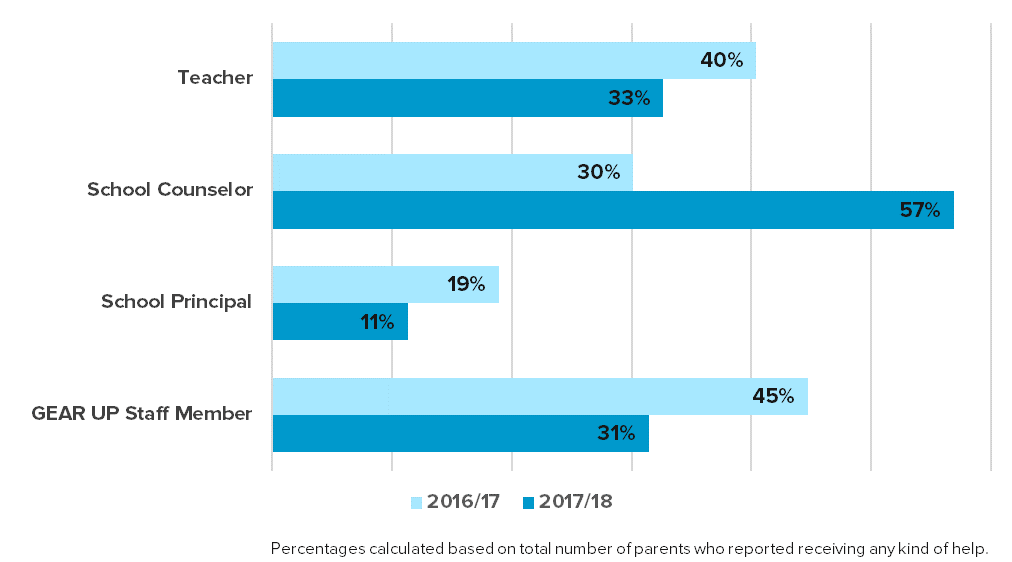 Teacher
40%
33%
School Counselor
30%
57%
School Principal
19%
11%
GEAR UP Staff Member
45%
31%
2016/17 2017/18
Percentages calculated based on total number of parents who reported receiving any kind of help.